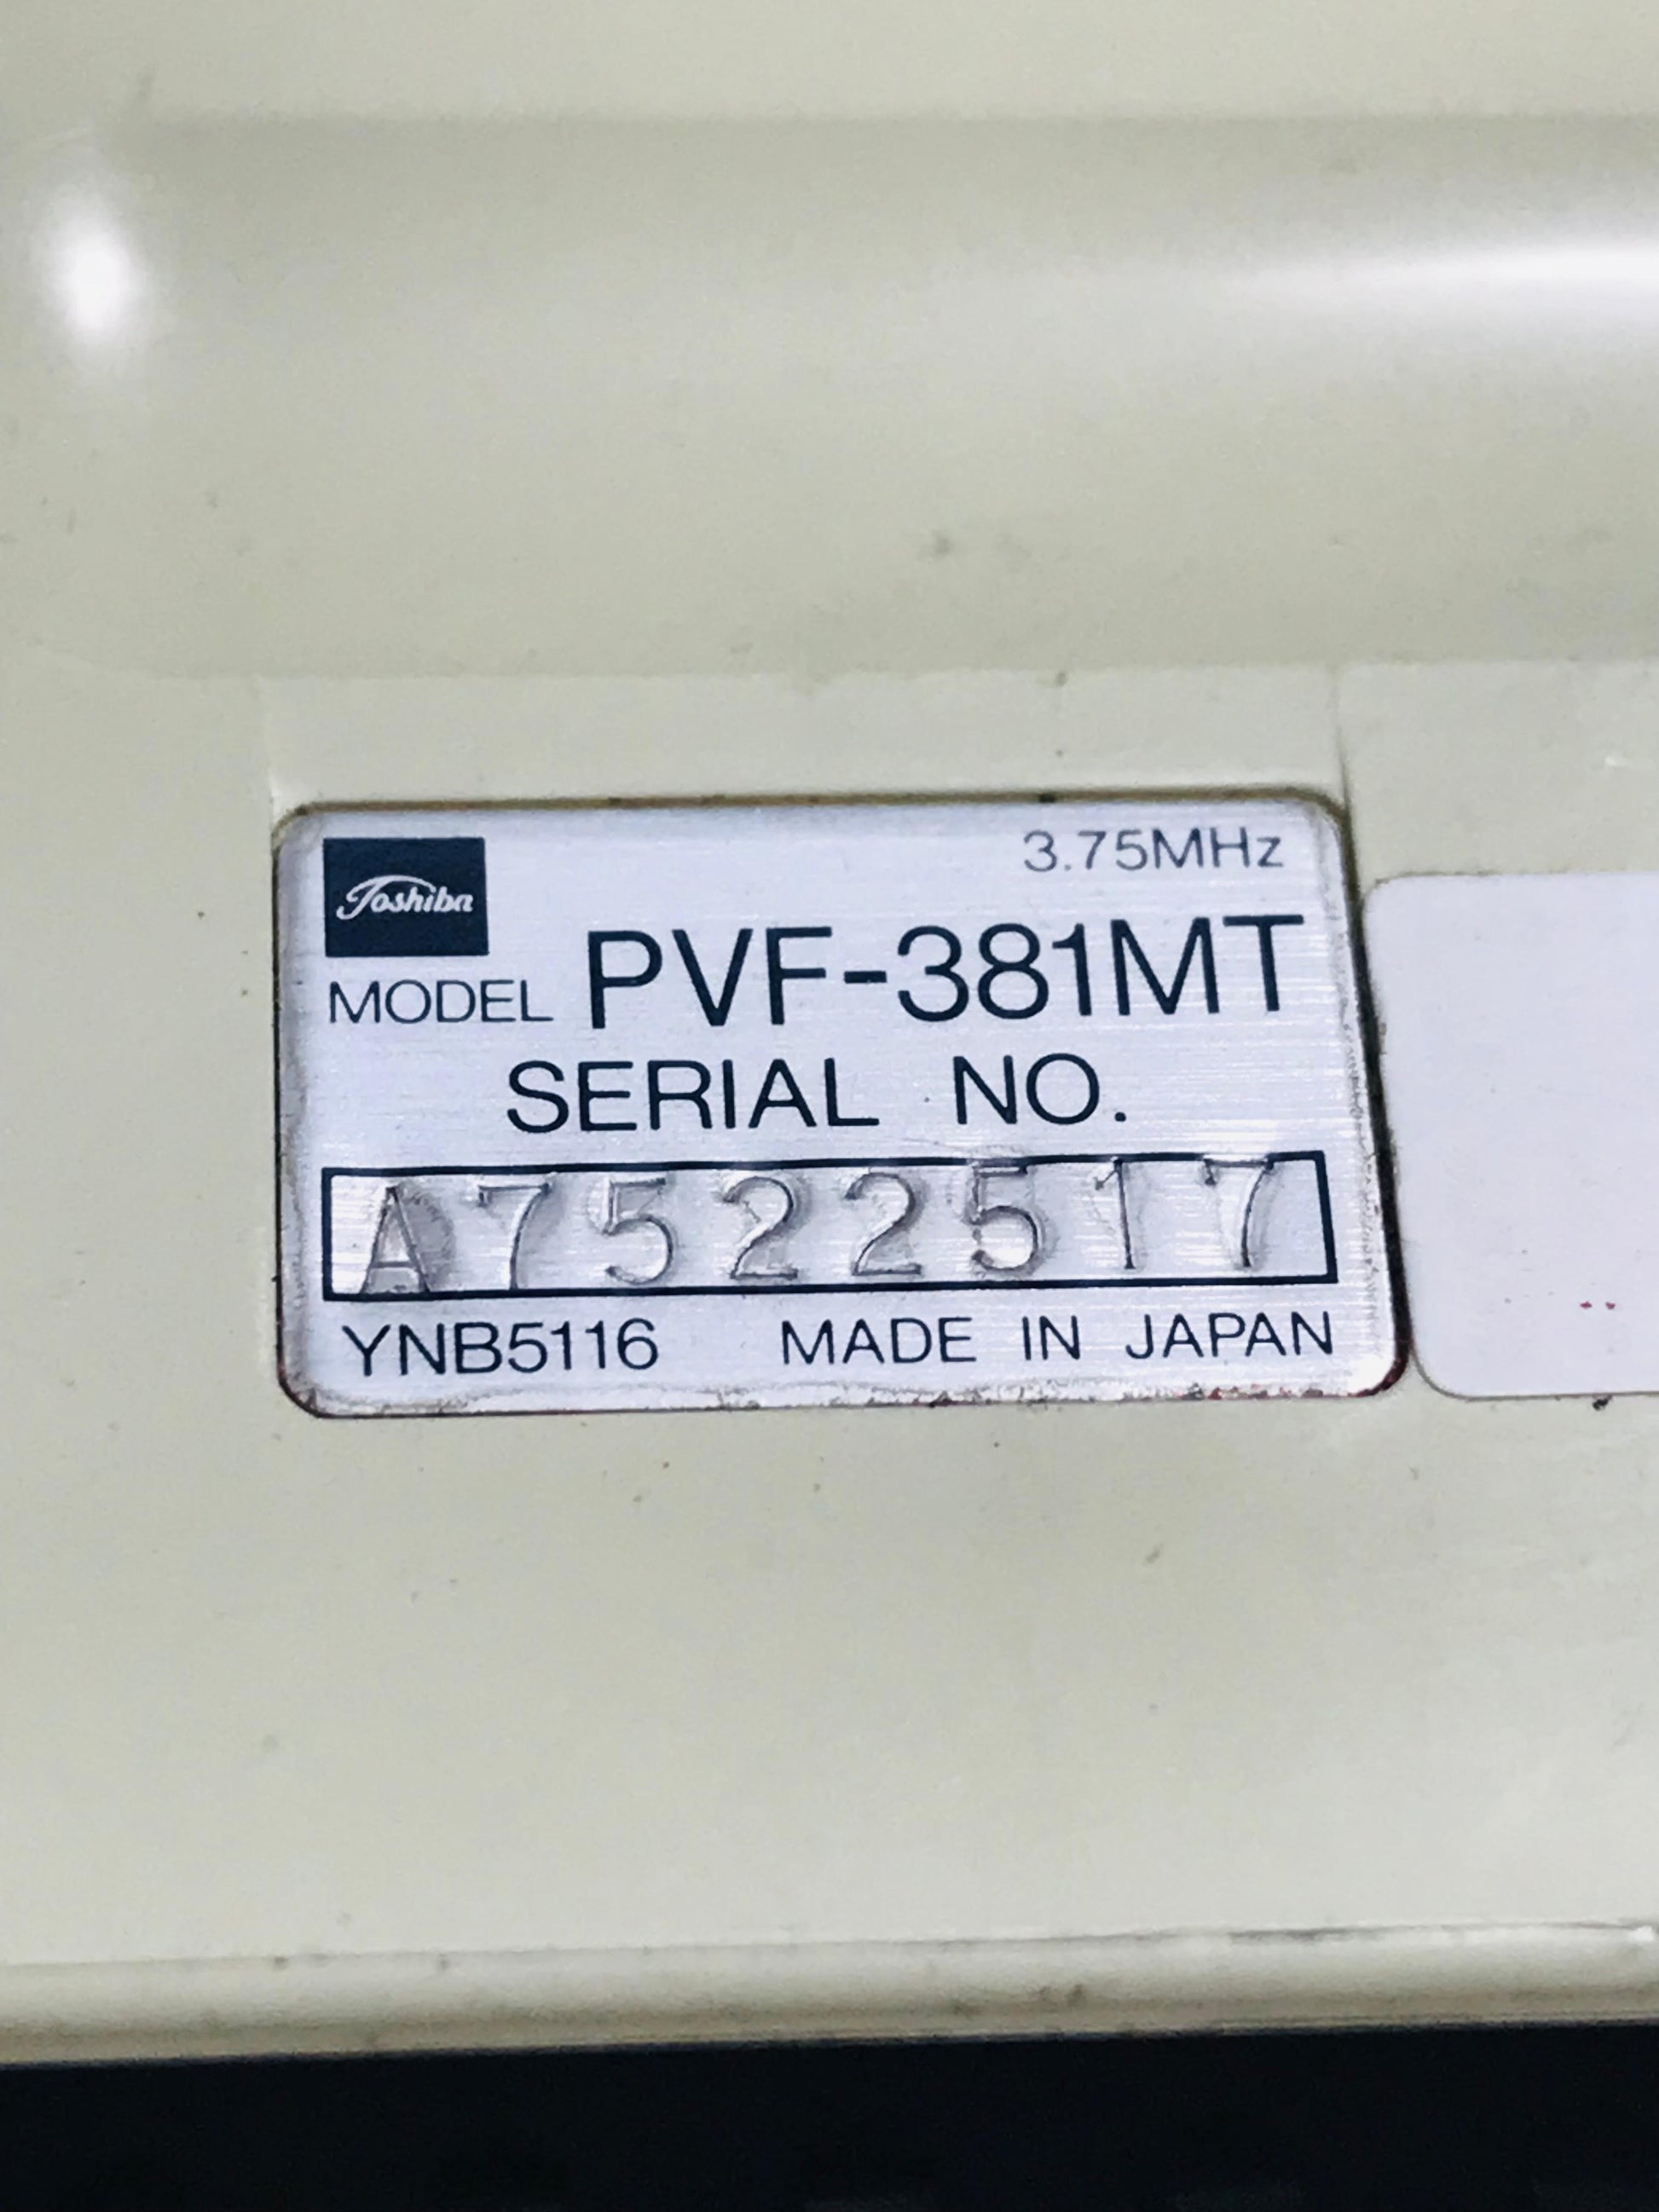 Toshiba
3.75MHz
MODEL PVF-381MT
SERIAL NO.
A7522517
YNB5116 MADE IN JAPAN